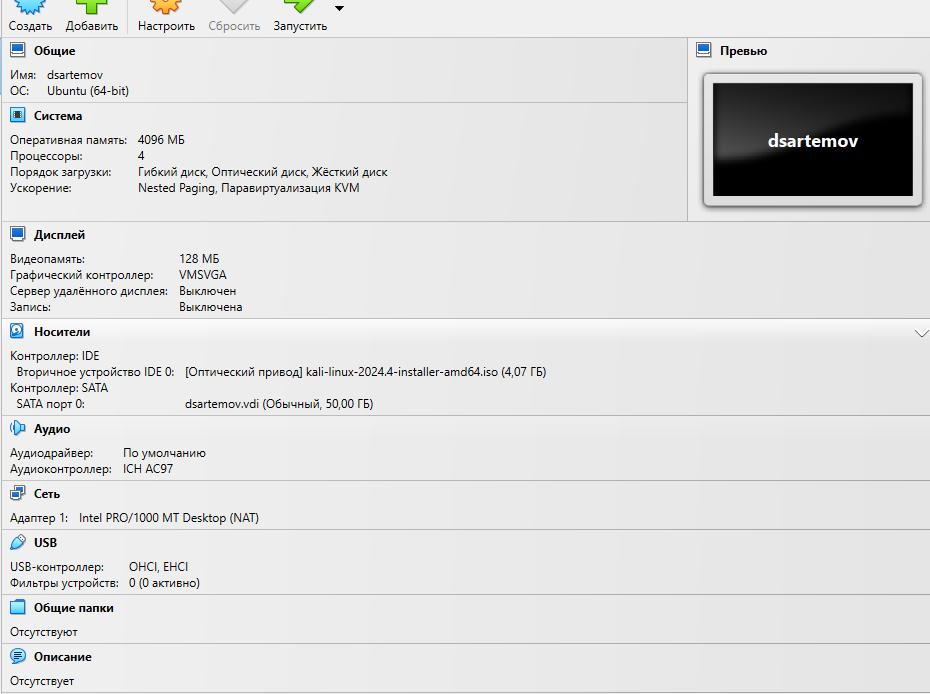 Создать Добавить Настроить Сбросить Запустить
Общие
Имя: dsartemov
ОС: Ubuntu (64-bit)
Превью
dsartemov
Система
Оперативная память: 4096 МБ
Процессоры: 4
Порядок загрузки: Гибкий диск, Оптический диск, Жёсткий диск
Ускорение: Nested Paging, Паравиртуализация KVM
Дисплей
Видеопамять: 128 МБ
Графический контроллер: VMSVGA
Сервер удалённого дисплея: Выключен
Запись: Выключена
Носители
Контроллер: IDE
Вторичное устройство IDE 0: [Оптический привод] kali-linux-2024.4-installer-amd64.iso (4,07 ГБ)
Контроллер: SATA
SATA порт 0: dsartemov.vdi (Обычный, 50,00 ГБ)
Аудио
Аудиодрайвер: По умолчанию
Аудиоконтроллер: ICH AC97
Сеть
Адаптер 1: Intel PRO/1000 MT Desktop (NAT)
USB
USB-контроллер: OHCI, EHCI
Фильтры устройств: 0 (0 активно)
Общие папки
Отсутствуют
Описание
Отсутствует